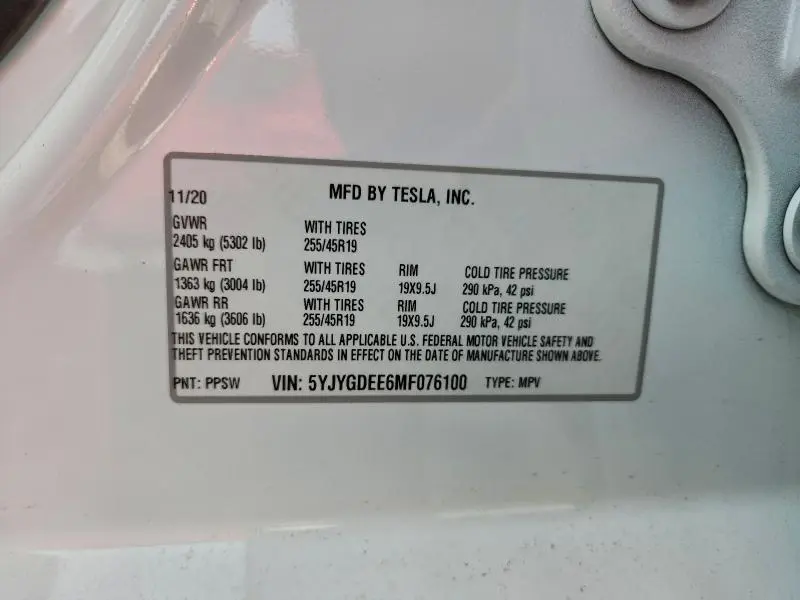 11/20 MFD BY TESLA, INC.
GVWR WITH TIRES
2405 kg (5302 lb) 255/45R19
GAWR FRT WITH TIRES RIM COLD TIRE PRESSURE
1363 kg (3004 lb) 255/45R19 19X9.5J 290 kPa, 42 psi
GAWR RR WITH TIRES RIM COLD TIRE PRESSURE
1636 kg (3606 lb) 255/45R19 19X9.5J 290 kPa, 42 psi
THIS VEHICLE CONFORMS TO ALL APPLICABLE U.S. FEDERAL MOTOR VEHICLE SAFETY AND
THEFT PREVENTION STANDARDS IN EFFECT ON THE DATE OF MANUFACTURE SHOWN ABOVE.
PNT: PPSW VIN: 5YJYGDEE6MF076100 TYPE: MPV